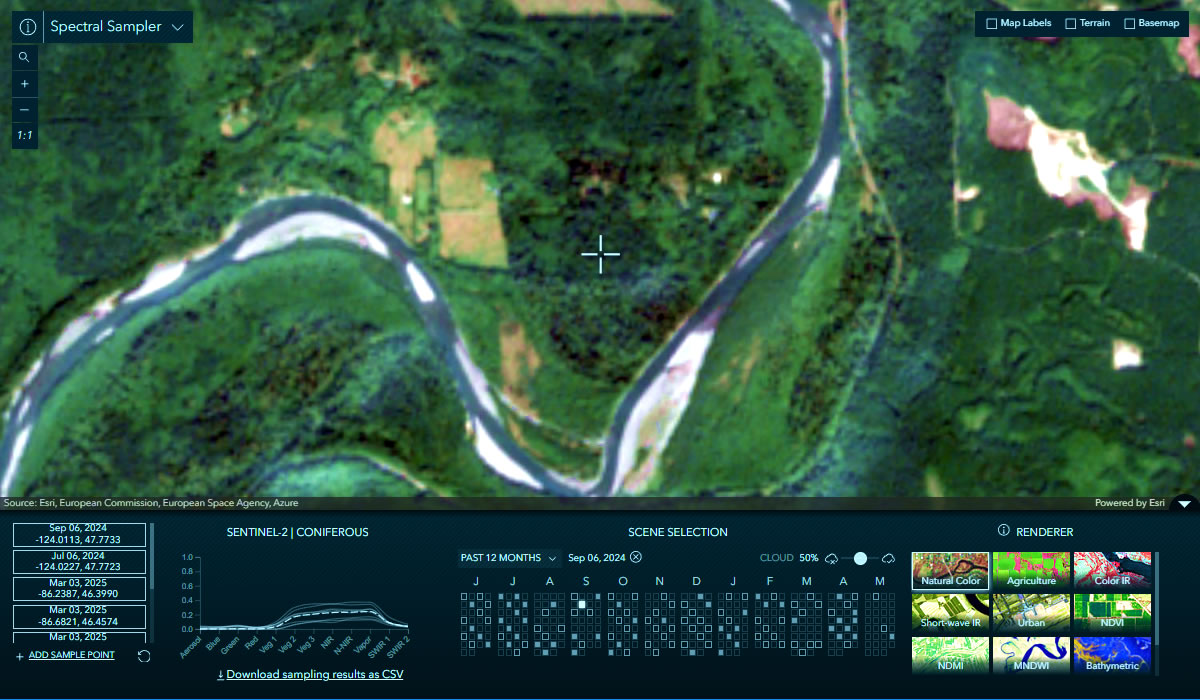 Spectral Sampler
Map Labels Terrain Basemap
+
−
1:1
Source: Esri, European Commission, European Space Agency, Azure
Powered by Esri
Sep 06, 2024
-124.0113, 47.7733
Jul 06, 2024
-124.0227, 47.7723
Mar 03, 2025
-86.2387, 46.3990
Mar 03, 2025
-86.6821, 46.4574
Mar 03, 2025
+ ADD SAMPLE POINT
SENTINEL-2 | CONIFEROUS
1.0
0.8
0.6
0.4
0.2
0.0
Aerosol Blue Green Red Veg 1 Veg 2 Veg 3 NIR N-NIR Vapor SWIR 1 SWIR 2
↓ Download sampling results as CSV
SCENE SELECTION
PAST 12 MONTHS Sep 06, 2024 CLOUD 50%
J J A S O N D J F M A M
RENDERER
Natural Color Agriculture Color IR
Short-wave IR Urban NDVI
NDMI MNDWI Bathymetric